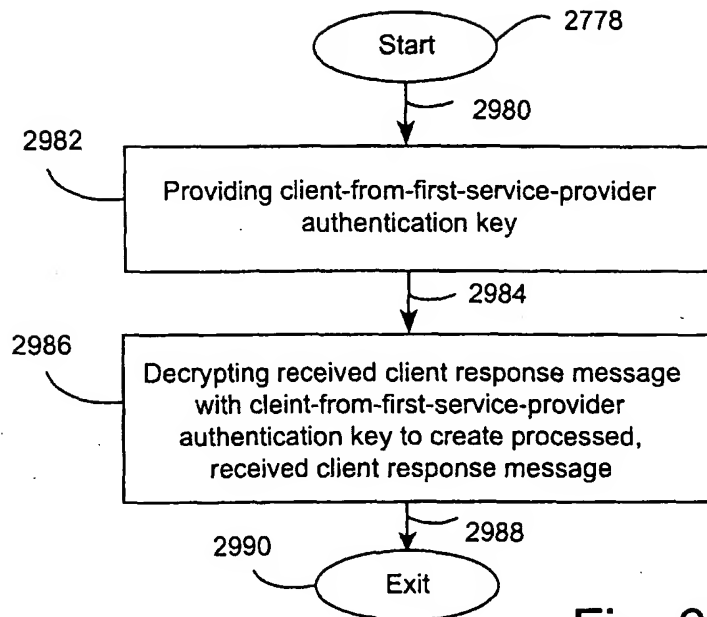 Start
2778
2980
2982
Providing client-from-first-service-provider
authentication key
2984
2986
Decrypting received client response message
with cleint-from-first-service-provider
authentication key to create processed,
received client response message
2988
2990
Exit